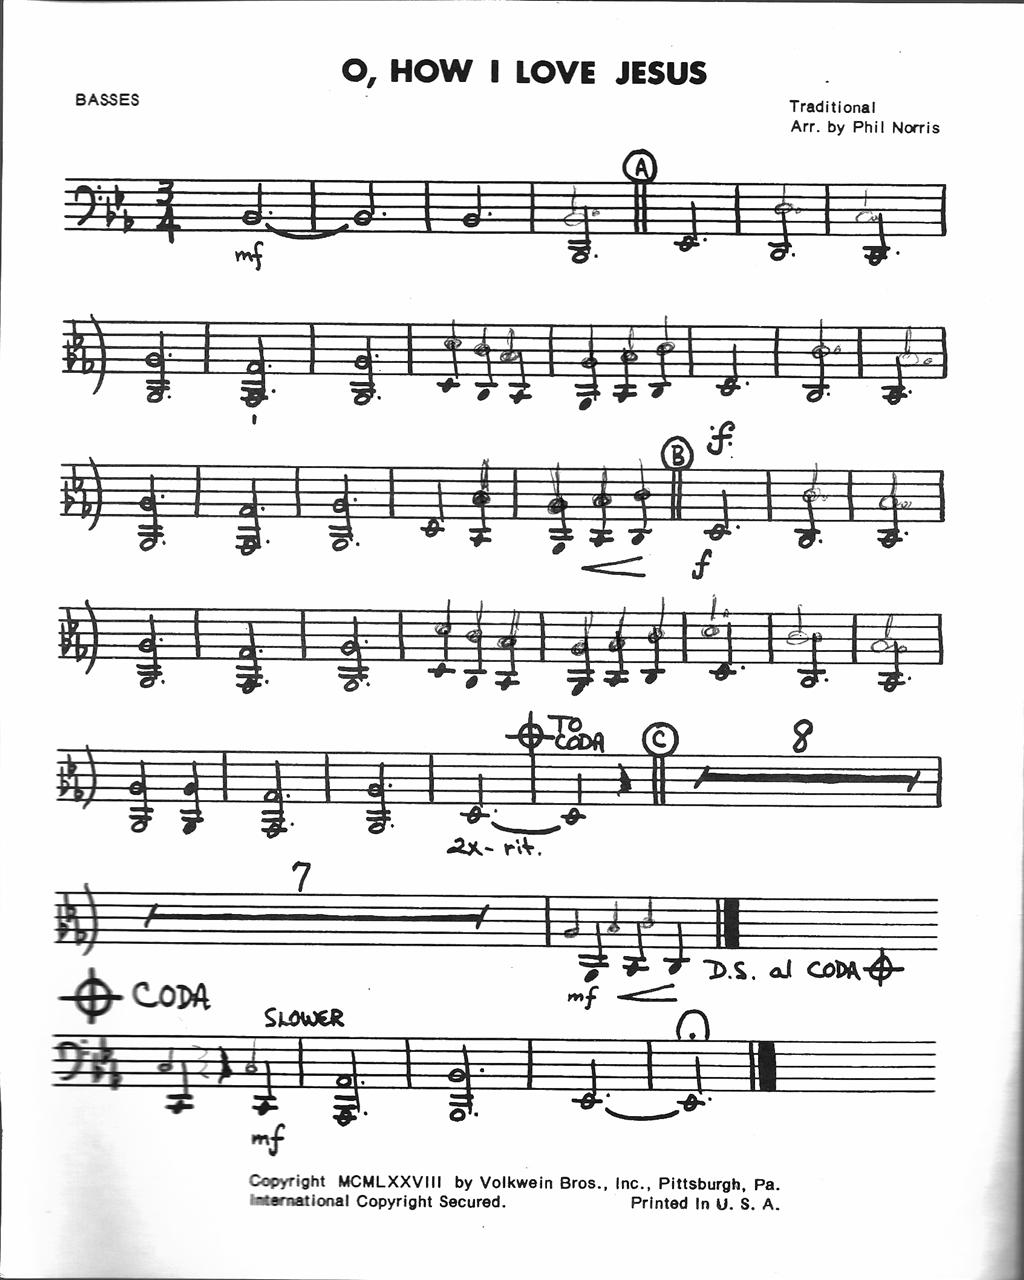 O, HOW I LOVE JESUS
BASSES
Traditional
Arr. by Phil Norris
A
3
4
mf
f
B
f
TO
CODA
C
8
2x- rit.
7
mf
D.S. al CODA
CODA
SLOWER
mf
Copyright MCMLXXVIII by Volkwein Bros., Inc., Pittsburgh, Pa.
International Copyright Secured. Printed In U. S. A.